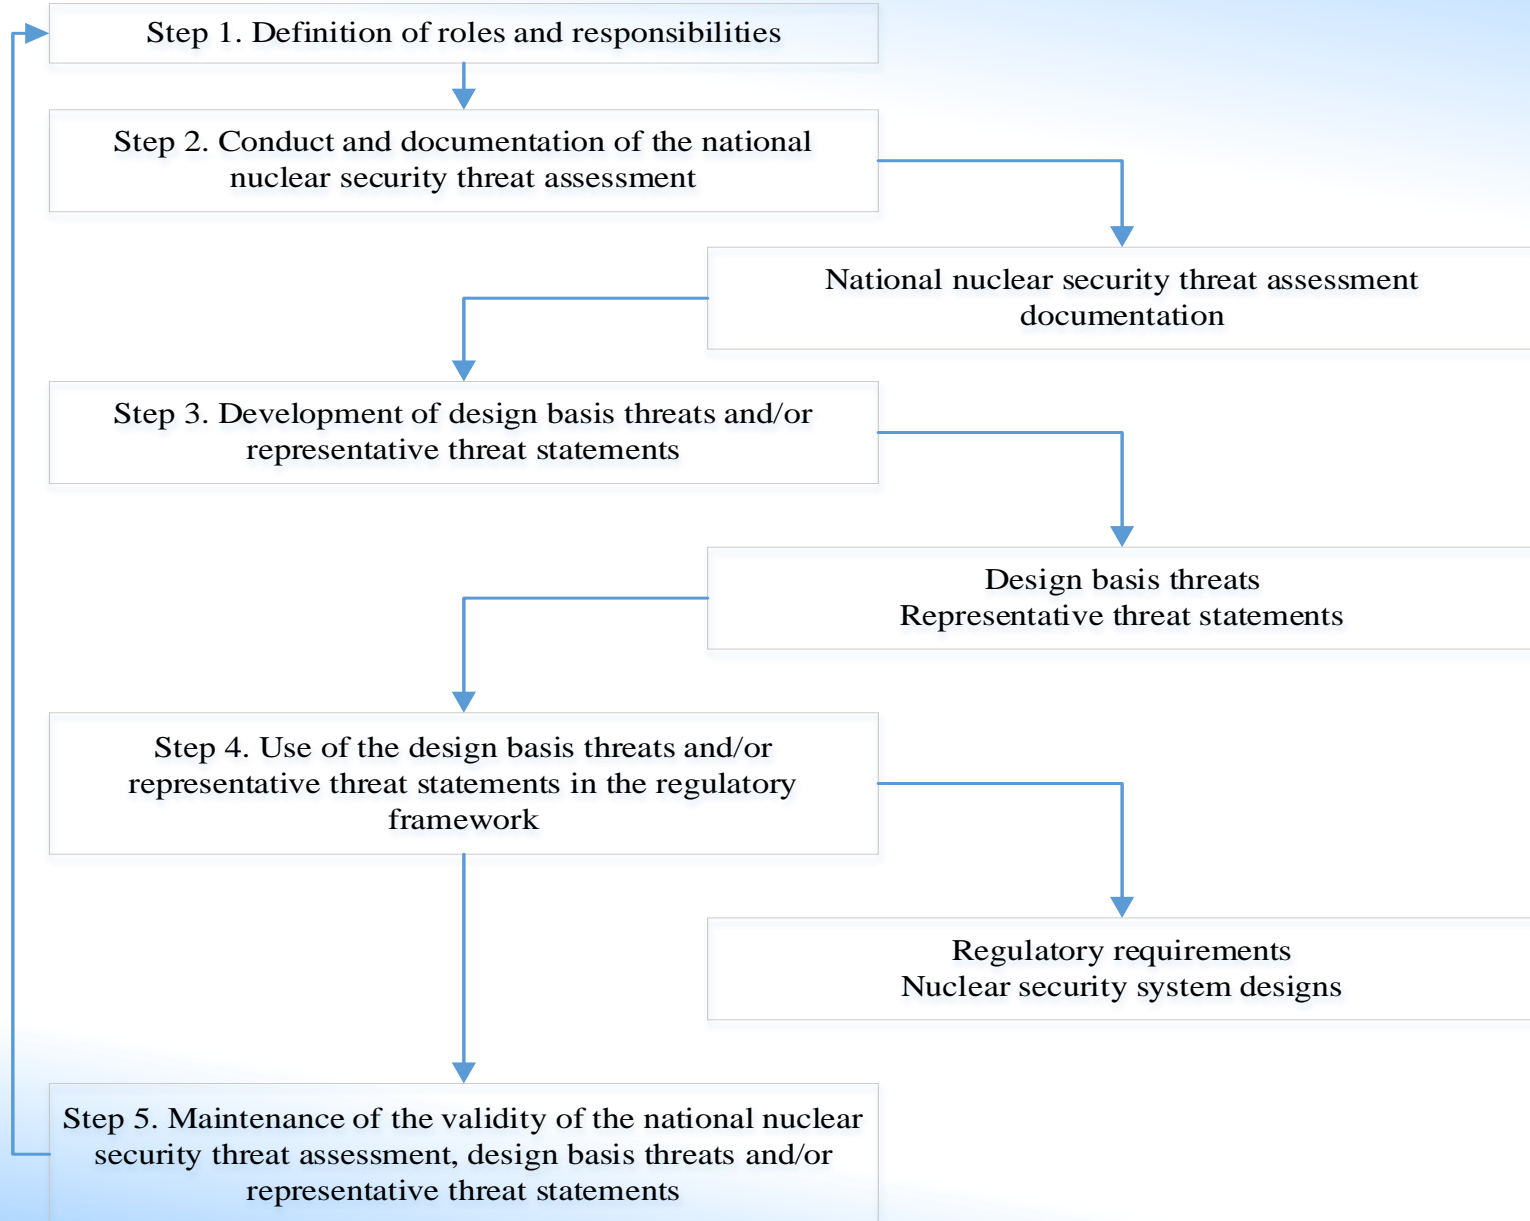 Step 1. Definition of roles and responsibilities
Step 2. Conduct and documentation of the national
nuclear security threat assessment
National nuclear security threat assessment
documentation
Step 3. Development of design basis threats and/or
representative threat statements
Design basis threats
Representative threat statements
Step 4. Use of the design basis threats and/or
representative threat statements in the regulatory
framework
Regulatory requirements
Nuclear security system designs
Step 5. Maintenance of the validity of the national nuclear
security threat assessment, design basis threats and/or
representative threat statements